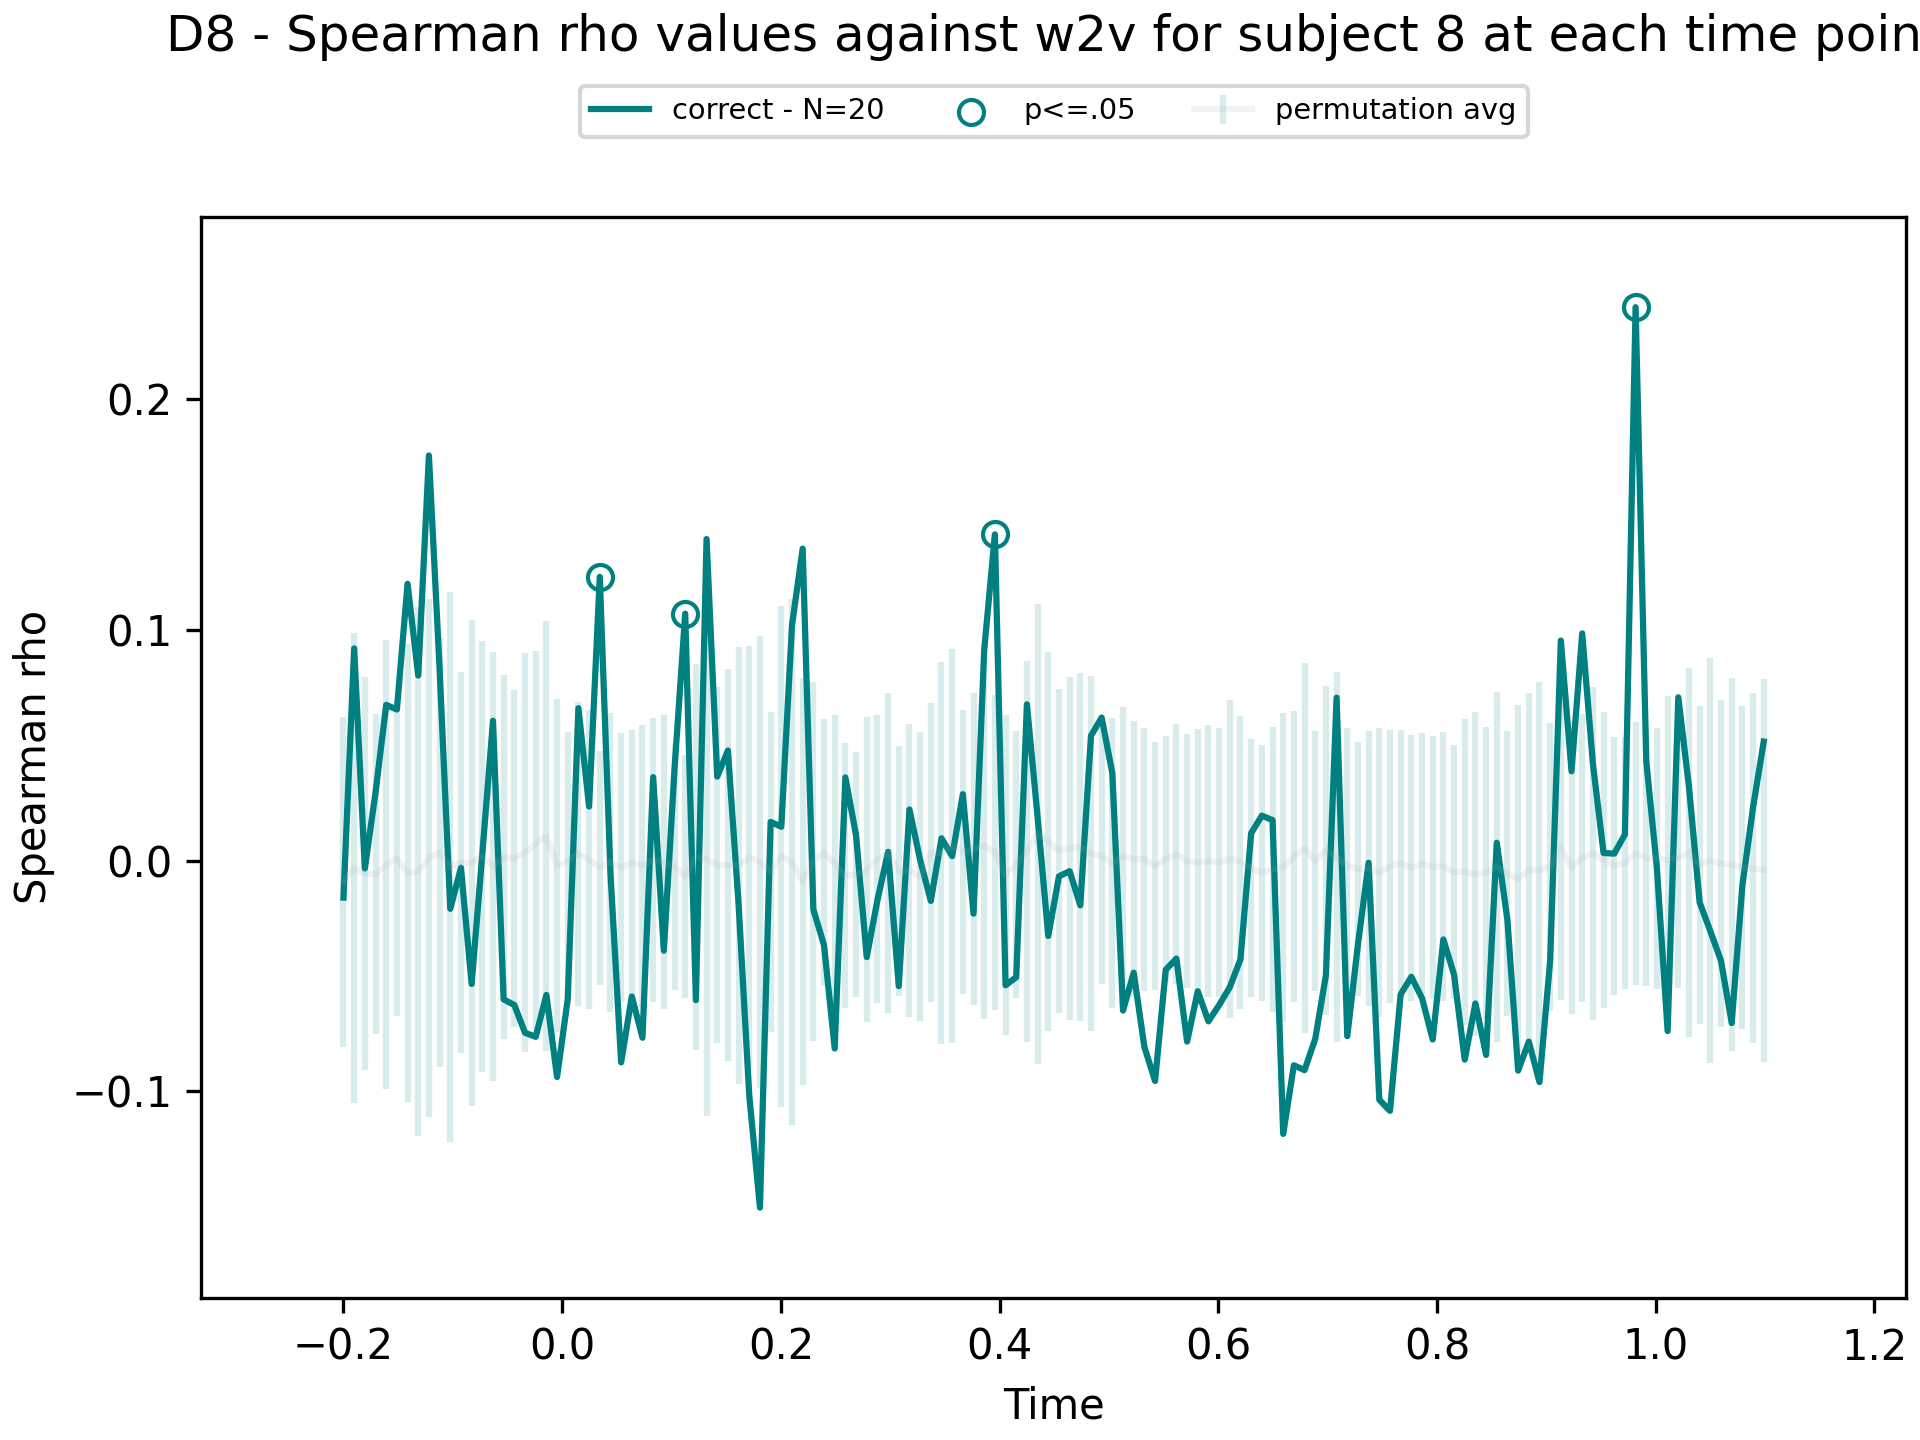 D8 - Spearman rho values against w2v for subject 8 at each time poin
correct - N=20 p<=.05 permutation avg
Spearman rho
0.2
0.1
0.0
−0.1
−0.2 0.0 0.2 0.4 0.6 0.8 1.0 1.2
Time